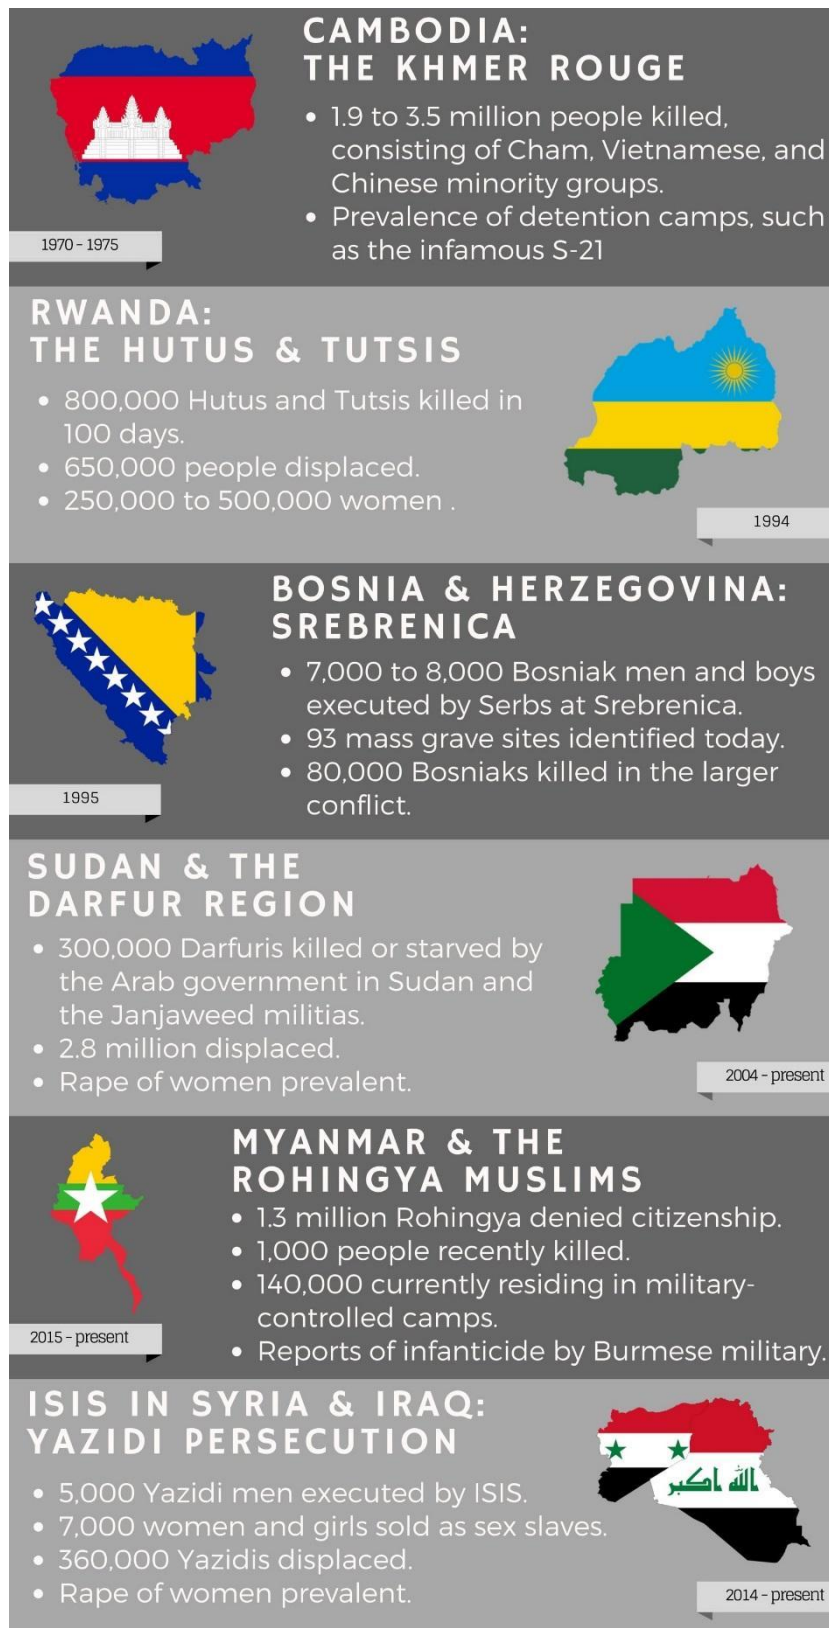 CAMBODIA:
THE KHMER ROUGE
• 1.9 to 3.5 million people killed,
consisting of Cham, Vietnamese, and
Chinese minority groups.
• Prevalence of detention camps, such
as the infamous S-21
1970 – 1975
RWANDA:
THE HUTUS & TUTSIS
• 800,000 Hutus and Tutsis killed in
100 days.
• 650,000 people displaced.
• 250,000 to 500,000 women .
1994
BOSNIA & HERZEGOVINA:
SREBRENICA
• 7,000 to 8,000 Bosniak men and boys
executed by Serbs at Srebrenica.
• 93 mass grave sites identified today.
• 80,000 Bosniaks killed in the larger
conflict.
1995
SUDAN & THE
DARFUR REGION
• 300,000 Darfuris killed or starved by
the Arab government in Sudan and
the Janjaweed militias.
• 2.8 million displaced.
• Rape of women prevalent.
2004 – present
MYANMAR & THE
ROHINGYA MUSLIMS
• 1.3 million Rohingya denied citizenship.
• 1,000 people recently killed.
• 140,000 currently residing in military-
controlled camps.
• Reports of infanticide by Burmese military.
2015 – present
ISIS IN SYRIA & IRAQ:
YAZIDI PERSECUTION
• 5,000 Yazidi men executed by ISIS.
• 7,000 women and girls sold as sex slaves.
• 360,000 Yazidis displaced.
• Rape of women prevalent.
الله اكبر
2014 – present